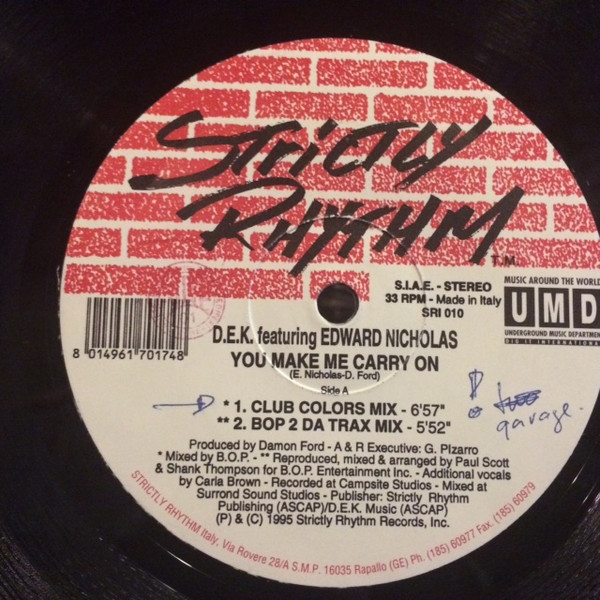 STRICTLY
RHYTHM T.M.
S.I.A.E. - STEREO
33 RPM - Made in Italy
SRI 010
MUSIC AROUND THE WORLD
UMD
UNDERGROUND MUSIC DEPARTMEN
DIG IT INTERNATIONAL
8 014961 701748
D.E.K. featuring EDWARD NICHOLAS
YOU MAKE ME CARRY ON
(E. Nicholas-D. Ford)
Side A
* 1. CLUB COLORS MIX - 6'57"
** 2. BOP 2 DA TRAX MIX - 5'52"
garage.
Produced by Damon Ford - A & R Executive: G. PIzarro
* Mixed by B.O.P. - ** Reproduced, mixed & arranged by Paul Scott
& Shank Thompson for B.O.P. Entertainment Inc. - Additional vocals
by Carla Brown - Recorded at Campsite Studios - Mixed at
Surrond Sound Studios - Publisher: Strictly Rhythm
Publishing (ASCAP)/D.E.K. Music (ASCAP)
(P) & (C) 1995 Strictly Rhythm Records, Inc.
STRICTLY RHYTHM Italy, Via Rovere 28/A S.M.P. 16035 Rapallo (GE) Ph. (185) 60977 Fax. (185) 60979